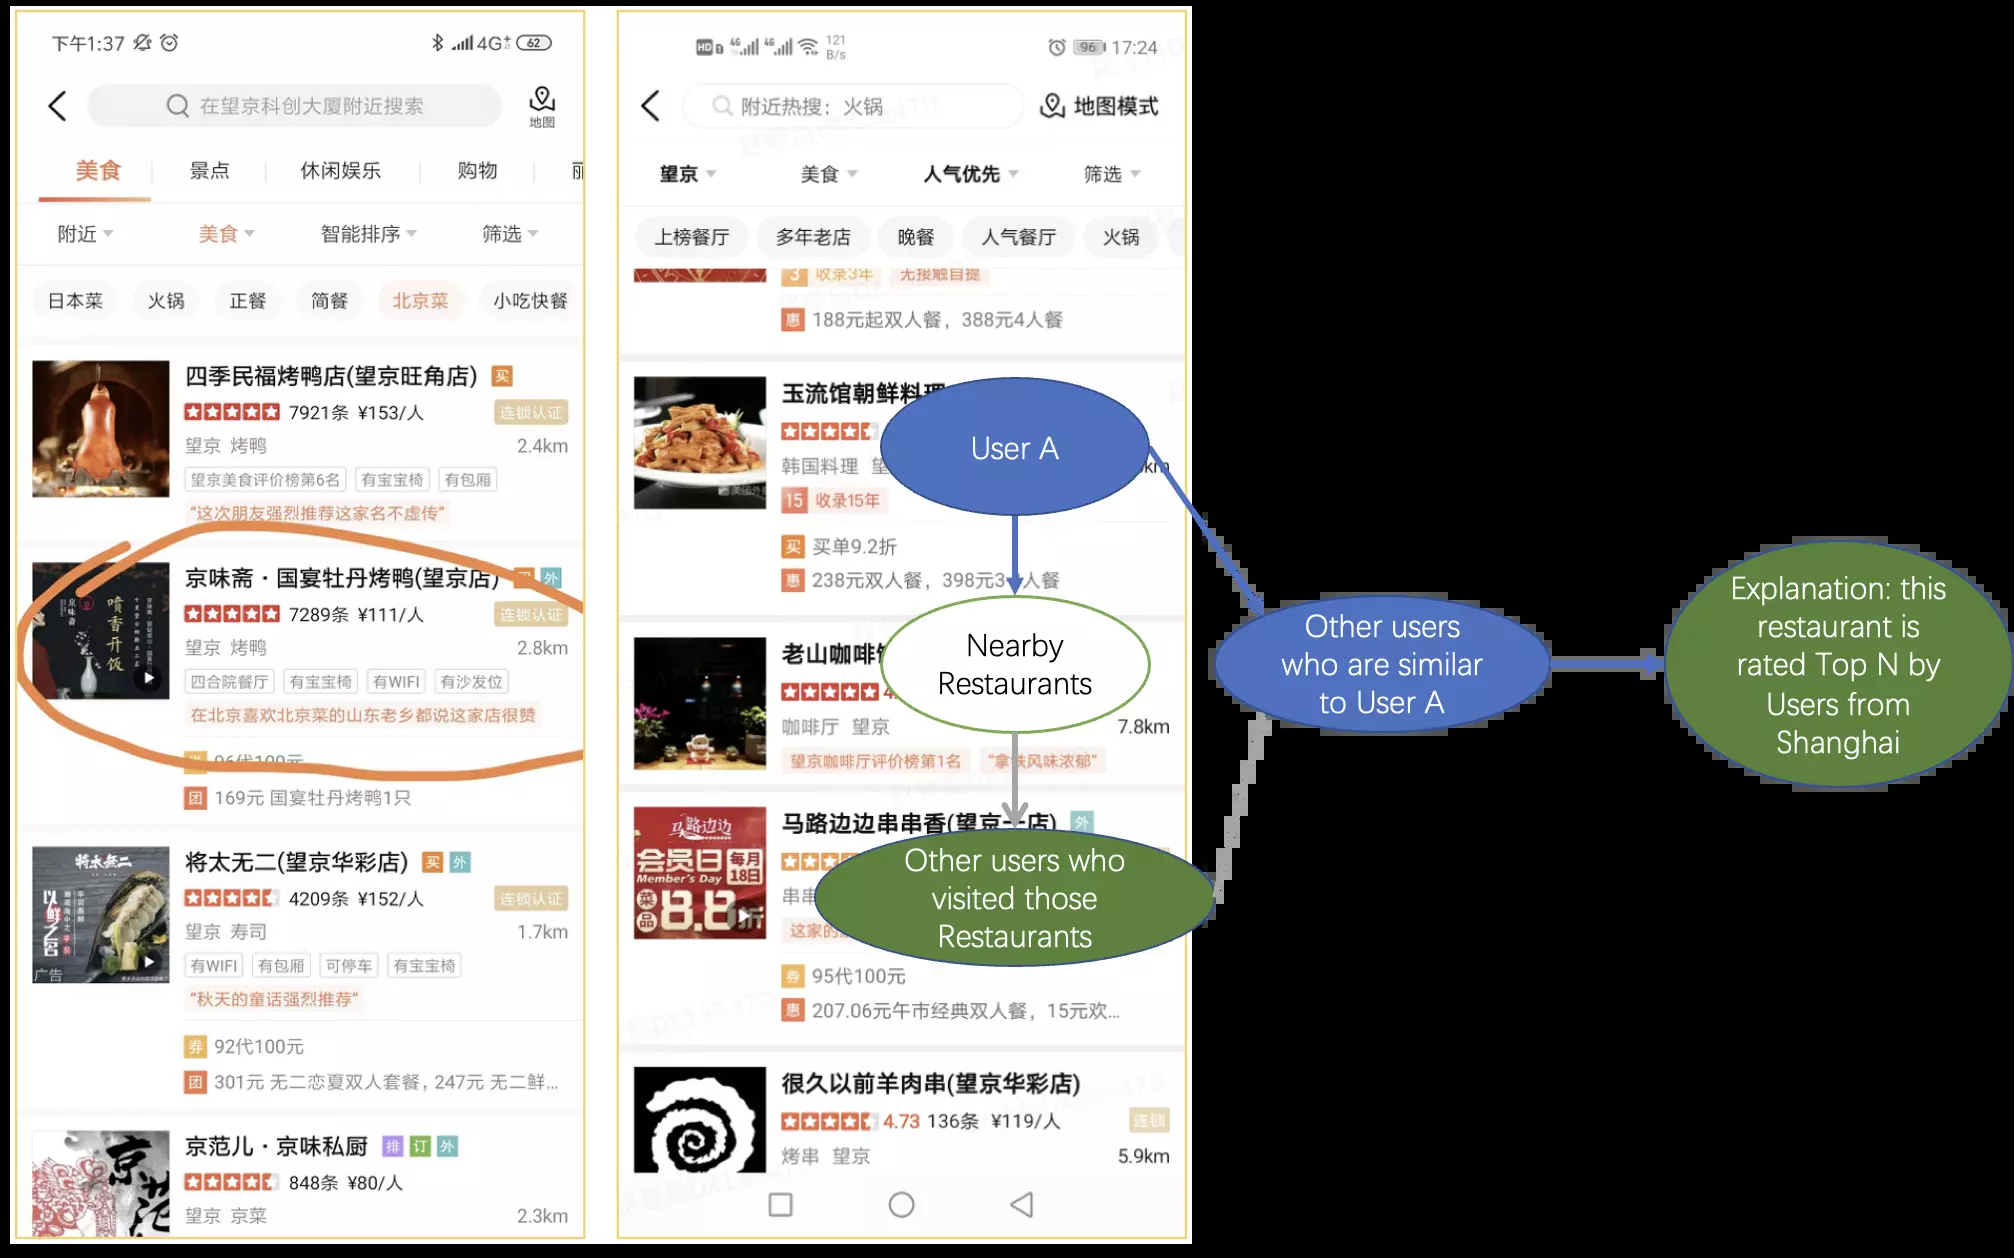 下午1:37
4G+
62
在望京科创大厦附近搜索
地图
美食
景点
休闲娱乐
购物
附近
美食
智能排序
筛选
日本菜
火锅
正餐
简餐
北京菜
小吃快餐
四季民福烤鸭店(望京旺角店) 买
7921条 ¥153/人 连锁认证
望京 烤鸭 2.4km
望京美食评价榜第6名 有宝宝椅 有包厢
“这次朋友强烈推荐这家名不虚传”
京味斋·国宴牡丹烤鸭(望京店) 外
7289条 ¥111/人 连锁认证
望京 烤鸭 2.8km
四合院餐厅 有宝宝椅 有WIFI 有沙发位
在北京喜欢北京菜的山东老乡都说这家店很赞
96代100元
团 169元 国宴牡丹烤鸭1只
京味斋
喷香开饭
将太无二(望京华彩店) 买 外
4209条 ¥152/人 连锁认证
望京 寿司 1.7km
有WIFI 有包厢 可停车 有宝宝椅
“秋天的童话强烈推荐”
券 92代100元
团 301元 无二恋夏双人套餐，247元 无二鲜...
将太無二
以鲜之名
广告
京范儿·京味私厨 排 订 外
848条 ¥80/人
望京 京菜 2.3km
京范
HD
4G
4G
121
B/s
96
17:24
附近热搜：火锅
地图模式
望京
美食
人气优先
筛选
上榜餐厅
多年老店
晚餐
人气餐厅
火锅
3 收录3年 无接触自提
惠 188元起双人餐，388元4人餐
玉流馆朝鲜料理
韩国料理 望 km
15 收录15年
买 买单9.2折
惠 238元双人餐，398元3 人餐
老山咖啡
4.
咖啡厅 望京 7.8km
望京咖啡厅评价榜第1名 “拿铁风味浓郁”
马路边边串串香(望京一店) 外
串串
这家的
券 95代100元
惠 207.06元午市经典双人餐，15元欢...
马路边边
会员日
每月
18日
Member's Day
菜品
8.8折
很久以前羊肉串(望京华彩店)
4.73 136条 ¥119/人 连锁
烤串 望京 5.9km
User A
Nearby
Restaurants
Other users who
visited those
Restaurants
Other users
who are similar
to User A
Explanation: this
restaurant is
rated Top N by
Users from
Shanghai